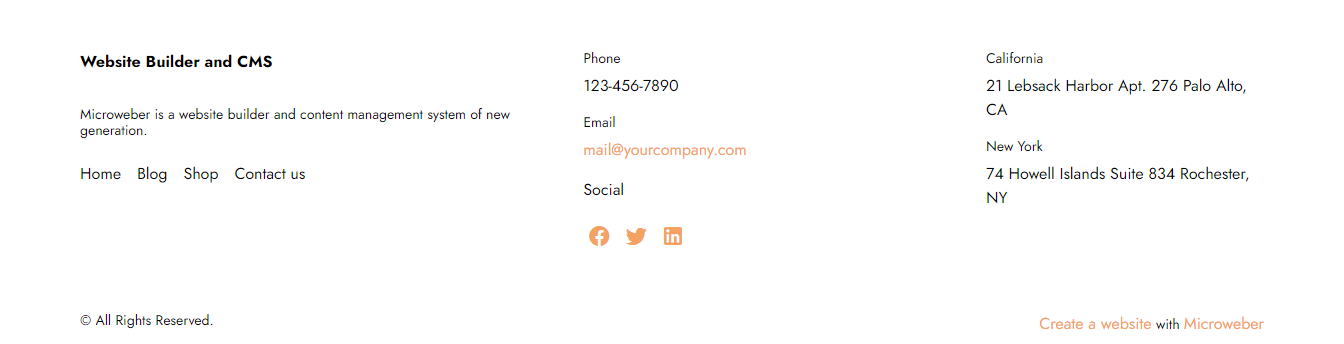 Website Builder and CMS
Microweber is a website builder and content management system of new
generation.
Home Blog Shop Contact us
Phone
123-456-7890
Email
mail@yourcompany.com
Social
California
21 Lebsack Harbor Apt. 276 Palo Alto,
CA
New York
74 Howell Islands Suite 834 Rochester,
NY
© All Rights Reserved.
Create a website with Microweber